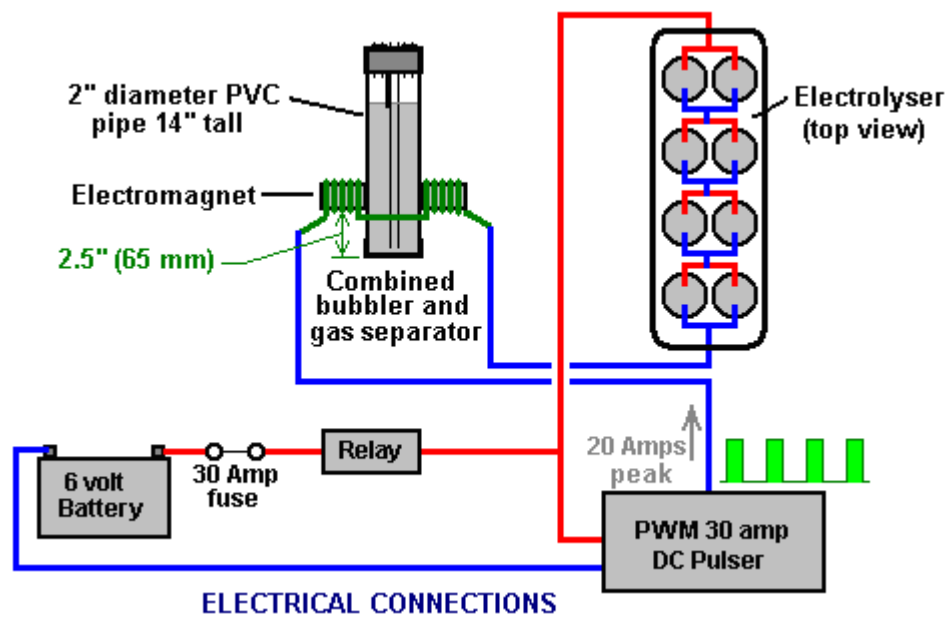 2" diameter PVC
pipe 14" tall
Electrolyser
(top view)
Electromagnet
2.5" (65 mm)
Combined
bubbler and
gas separator
20 Amps
peak
6 volt
Battery
30 Amp
fuse
Relay
PWM 30 amp
DC Pulser
ELECTRICAL CONNECTIONS